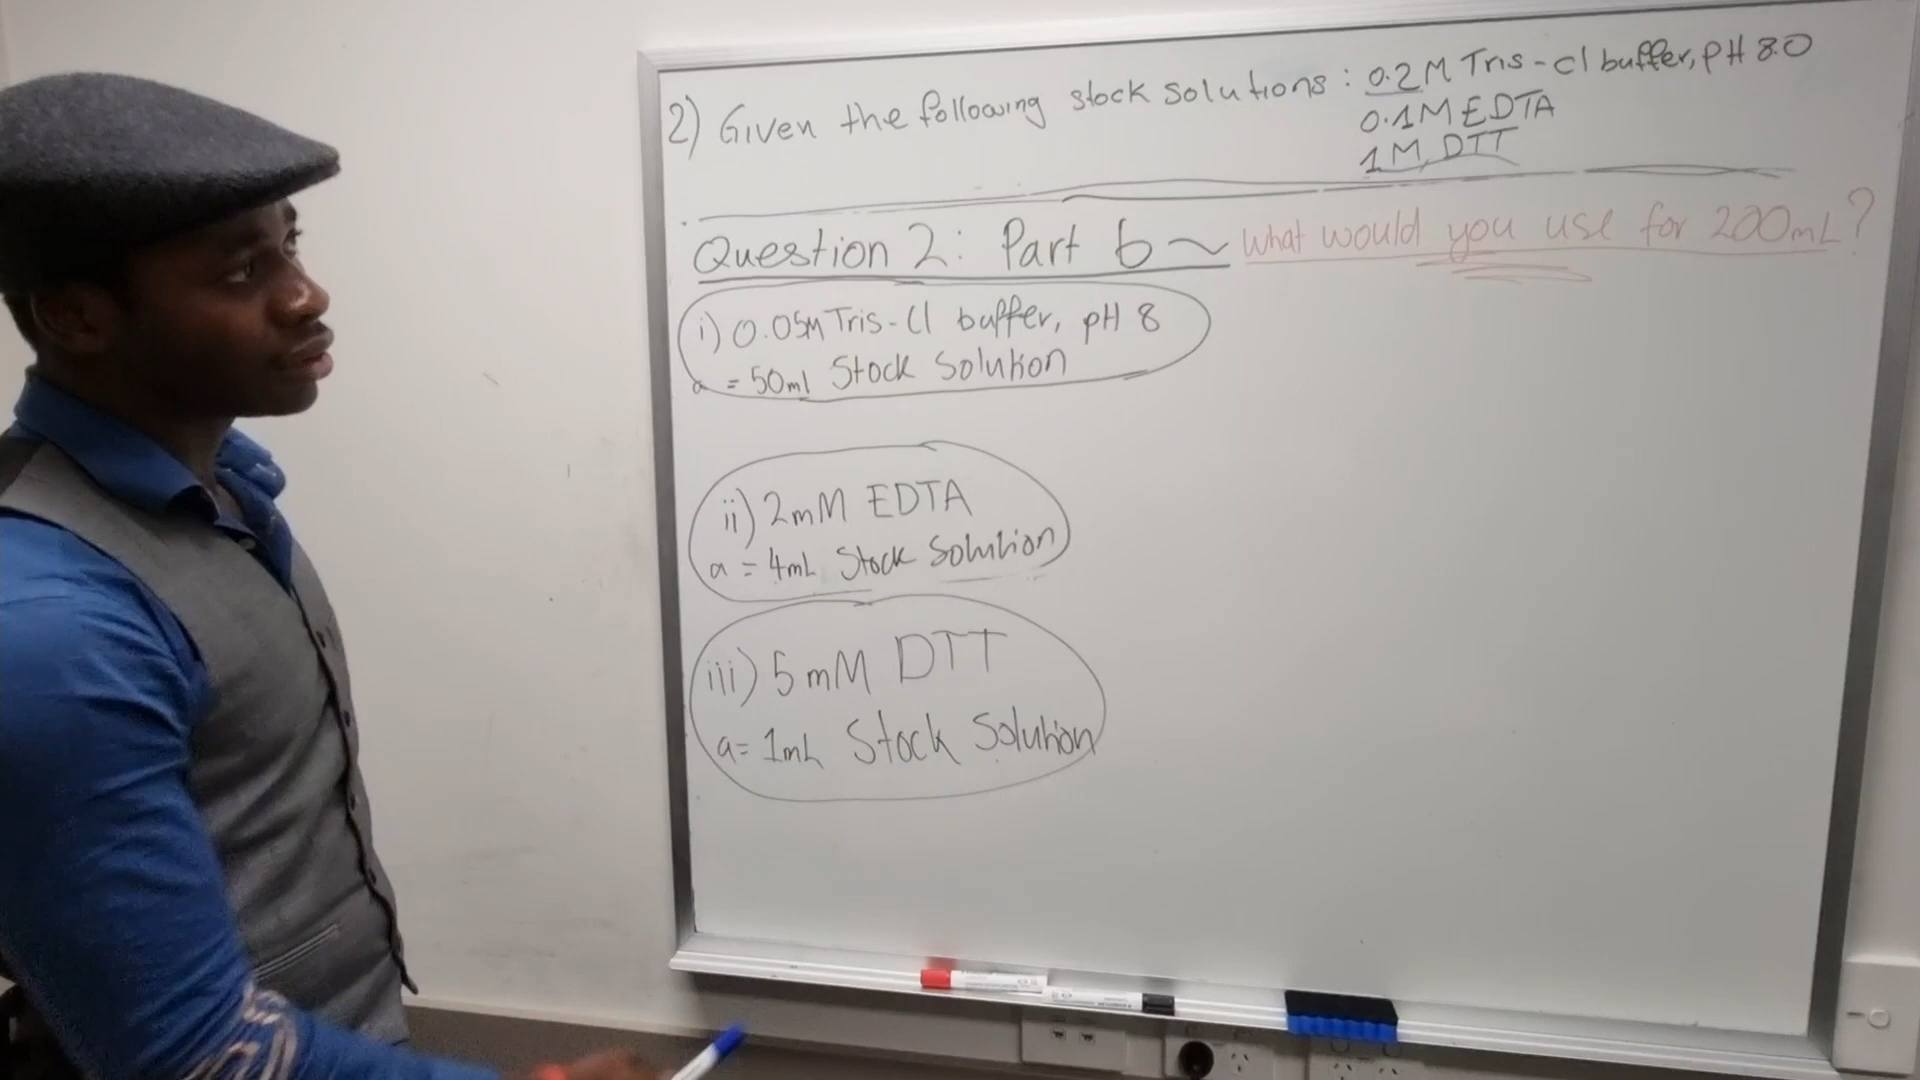 2) Given the following stock solutions: 0.2M Tris-Cl buffer, pH 8.0
0.1M EDTA
1M DTT
Question 2: Part b ~ what would you use for 200mL?
i) 0.05M Tris-Cl buffer, pH 8
a = 50ml Stock Solution
ii) 2mM EDTA
a = 4mL Stock Solution
iii) 5mM DTT
a = 1mL Stock Solution